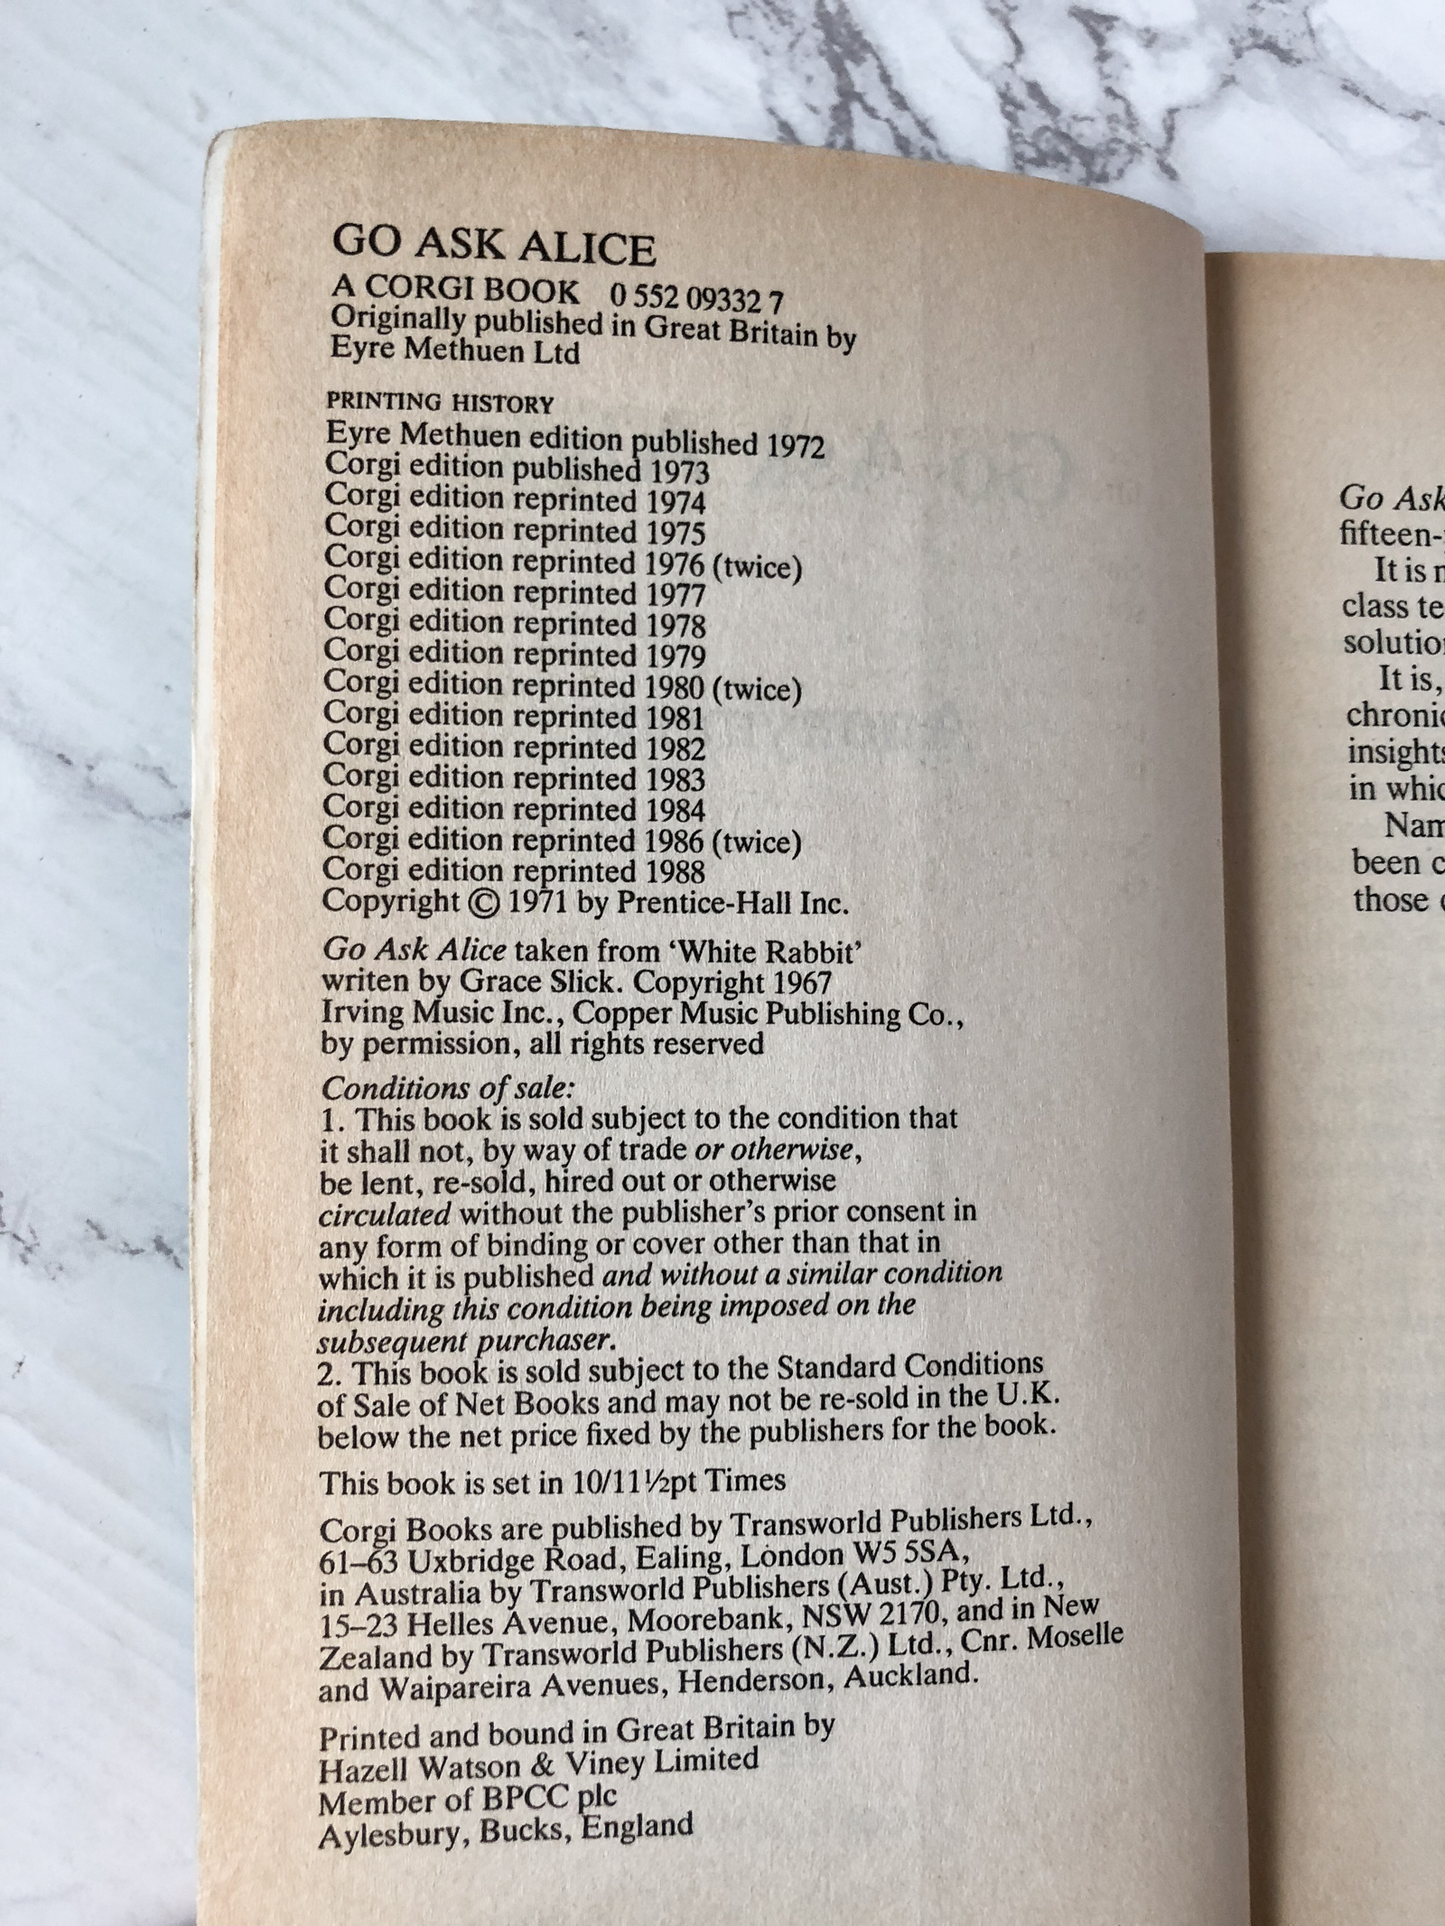 GO ASK ALICE
A CORGI BOOK 0 552 09332 7
Originally published in Great Britain by
Eyre Methuen Ltd
PRINTING HISTORY
Eyre Methuen edition published 1972
Corgi edition published 1973
Corgi edition reprinted 1974
Corgi edition reprinted 1975
Corgi edition reprinted 1976 (twice)
Corgi edition reprinted 1977
Corgi edition reprinted 1978
Corgi edition reprinted 1979
Corgi edition reprinted 1980 (twice)
Corgi edition reprinted 1981
Corgi edition reprinted 1982
Corgi edition reprinted 1983
Corgi edition reprinted 1984
Corgi edition reprinted 1986 (twice)
Corgi edition reprinted 1988
Copyright © 1971 by Prentice-Hall Inc.
Go Ask Alice taken from ‘White Rabbit’
writen by Grace Slick. Copyright 1967
Irving Music Inc., Copper Music Publishing Co.,
by permission, all rights reserved
Conditions of sale:
1. This book is sold subject to the condition that
it shall not, by way of trade or otherwise,
be lent, re-sold, hired out or otherwise
circulated without the publisher’s prior consent in
any form of binding or cover other than that in
which it is published and without a similar condition
including this condition being imposed on the
subsequent purchaser.
2. This book is sold subject to the Standard Conditions
of Sale of Net Books and may not be re-sold in the U.K.
below the net price fixed by the publishers for the book.
This book is set in 10/11½pt Times
Corgi Books are published by Transworld Publishers Ltd.,
61–63 Uxbridge Road, Ealing, London W5 5SA,
in Australia by Transworld Publishers (Aust.) Pty. Ltd.,
15–23 Helles Avenue, Moorebank, NSW 2170, and in New
Zealand by Transworld Publishers (N.Z.) Ltd., Cnr. Moselle
and Waipareira Avenues, Henderson, Auckland.
Printed and bound in Great Britain by
Hazell Watson & Viney Limited
Member of BPCC plc
Aylesbury, Bucks, England
Go Ask
fifteen-
It is
class
It is,
insights
in
been
those